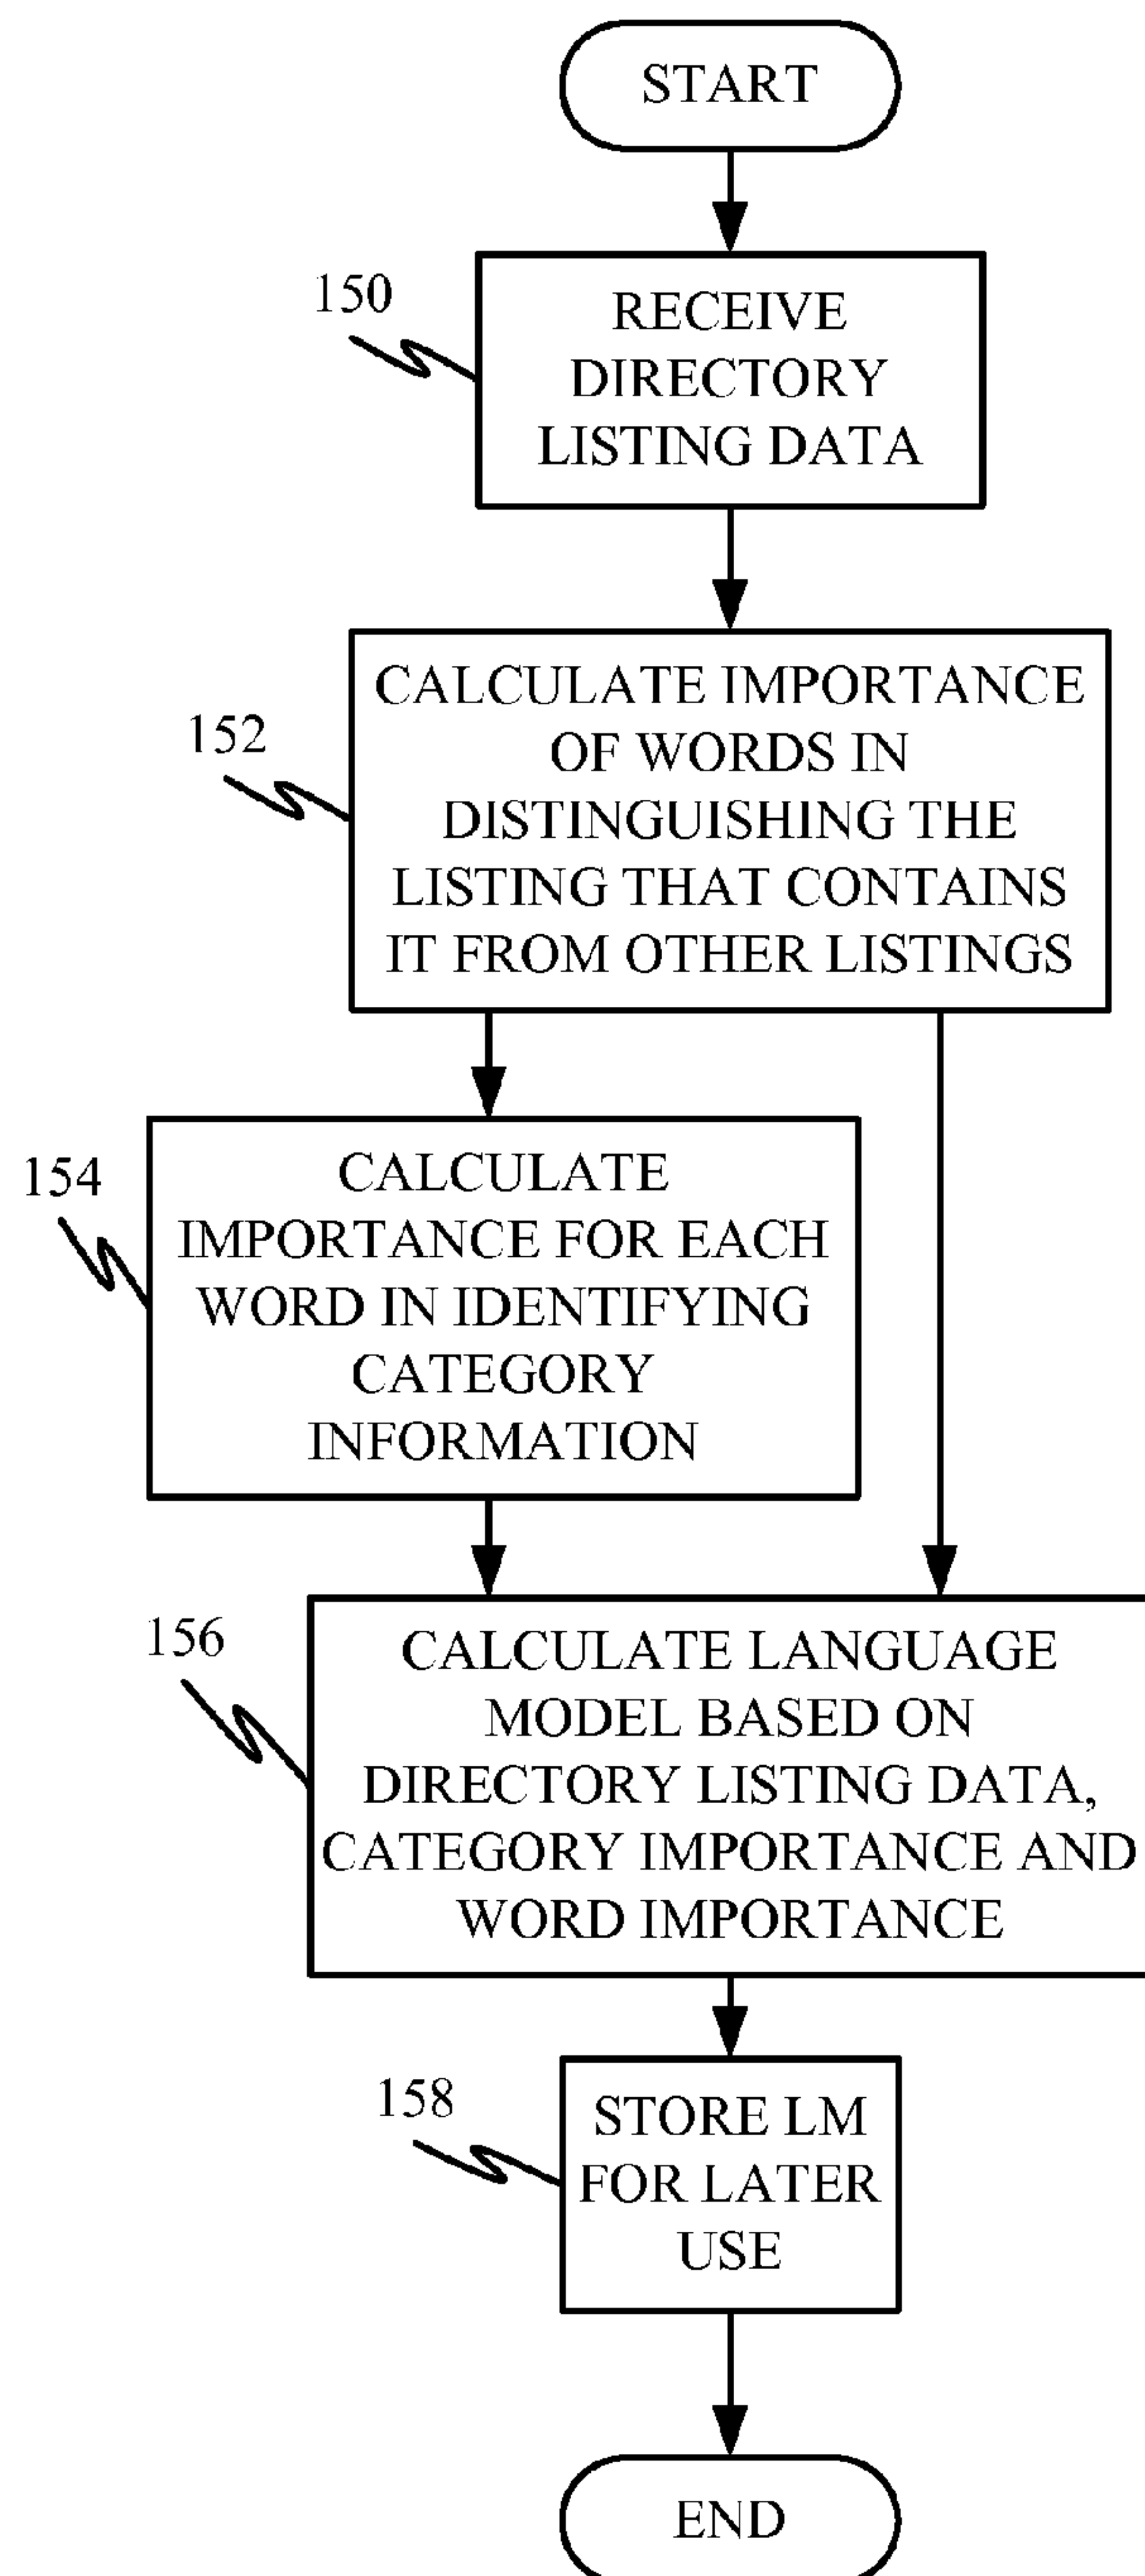 START
150
RECEIVE
DIRECTORY
LISTING DATA
152
CALCULATE IMPORTANCE
OF WORDS IN
DISTINGUISHING THE
LISTING THAT CONTAINS
IT FROM OTHER LISTINGS
154
CALCULATE
IMPORTANCE FOR EACH
WORD IN IDENTIFYING
CATEGORY
INFORMATION
156
CALCULATE LANGUAGE
MODEL BASED ON
DIRECTORY LISTING DATA,
CATEGORY IMPORTANCE AND
WORD IMPORTANCE
158
STORE LM
FOR LATER
USE
END